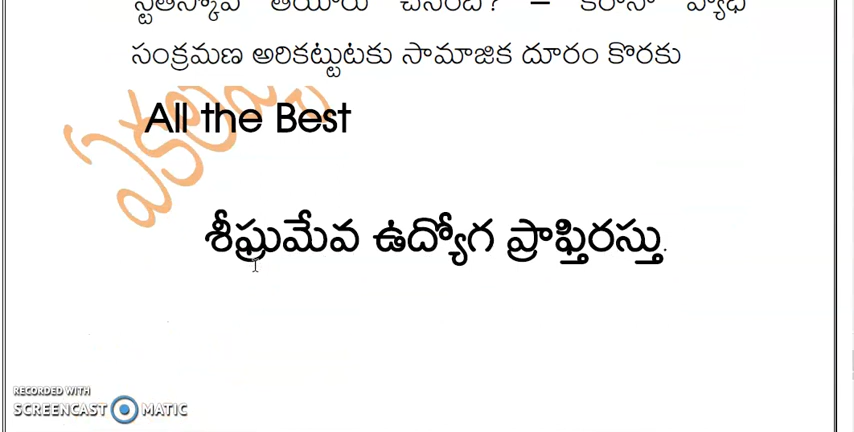 సంక్రమణ అరికట్టుటకు సామాజిక దూరం కొరకు
All the Best
శీఘ్రమేవ ఉద్యోగ ప్రాప్తిరస్తు.
RECORDED WITH
SCREENCAST MATIC